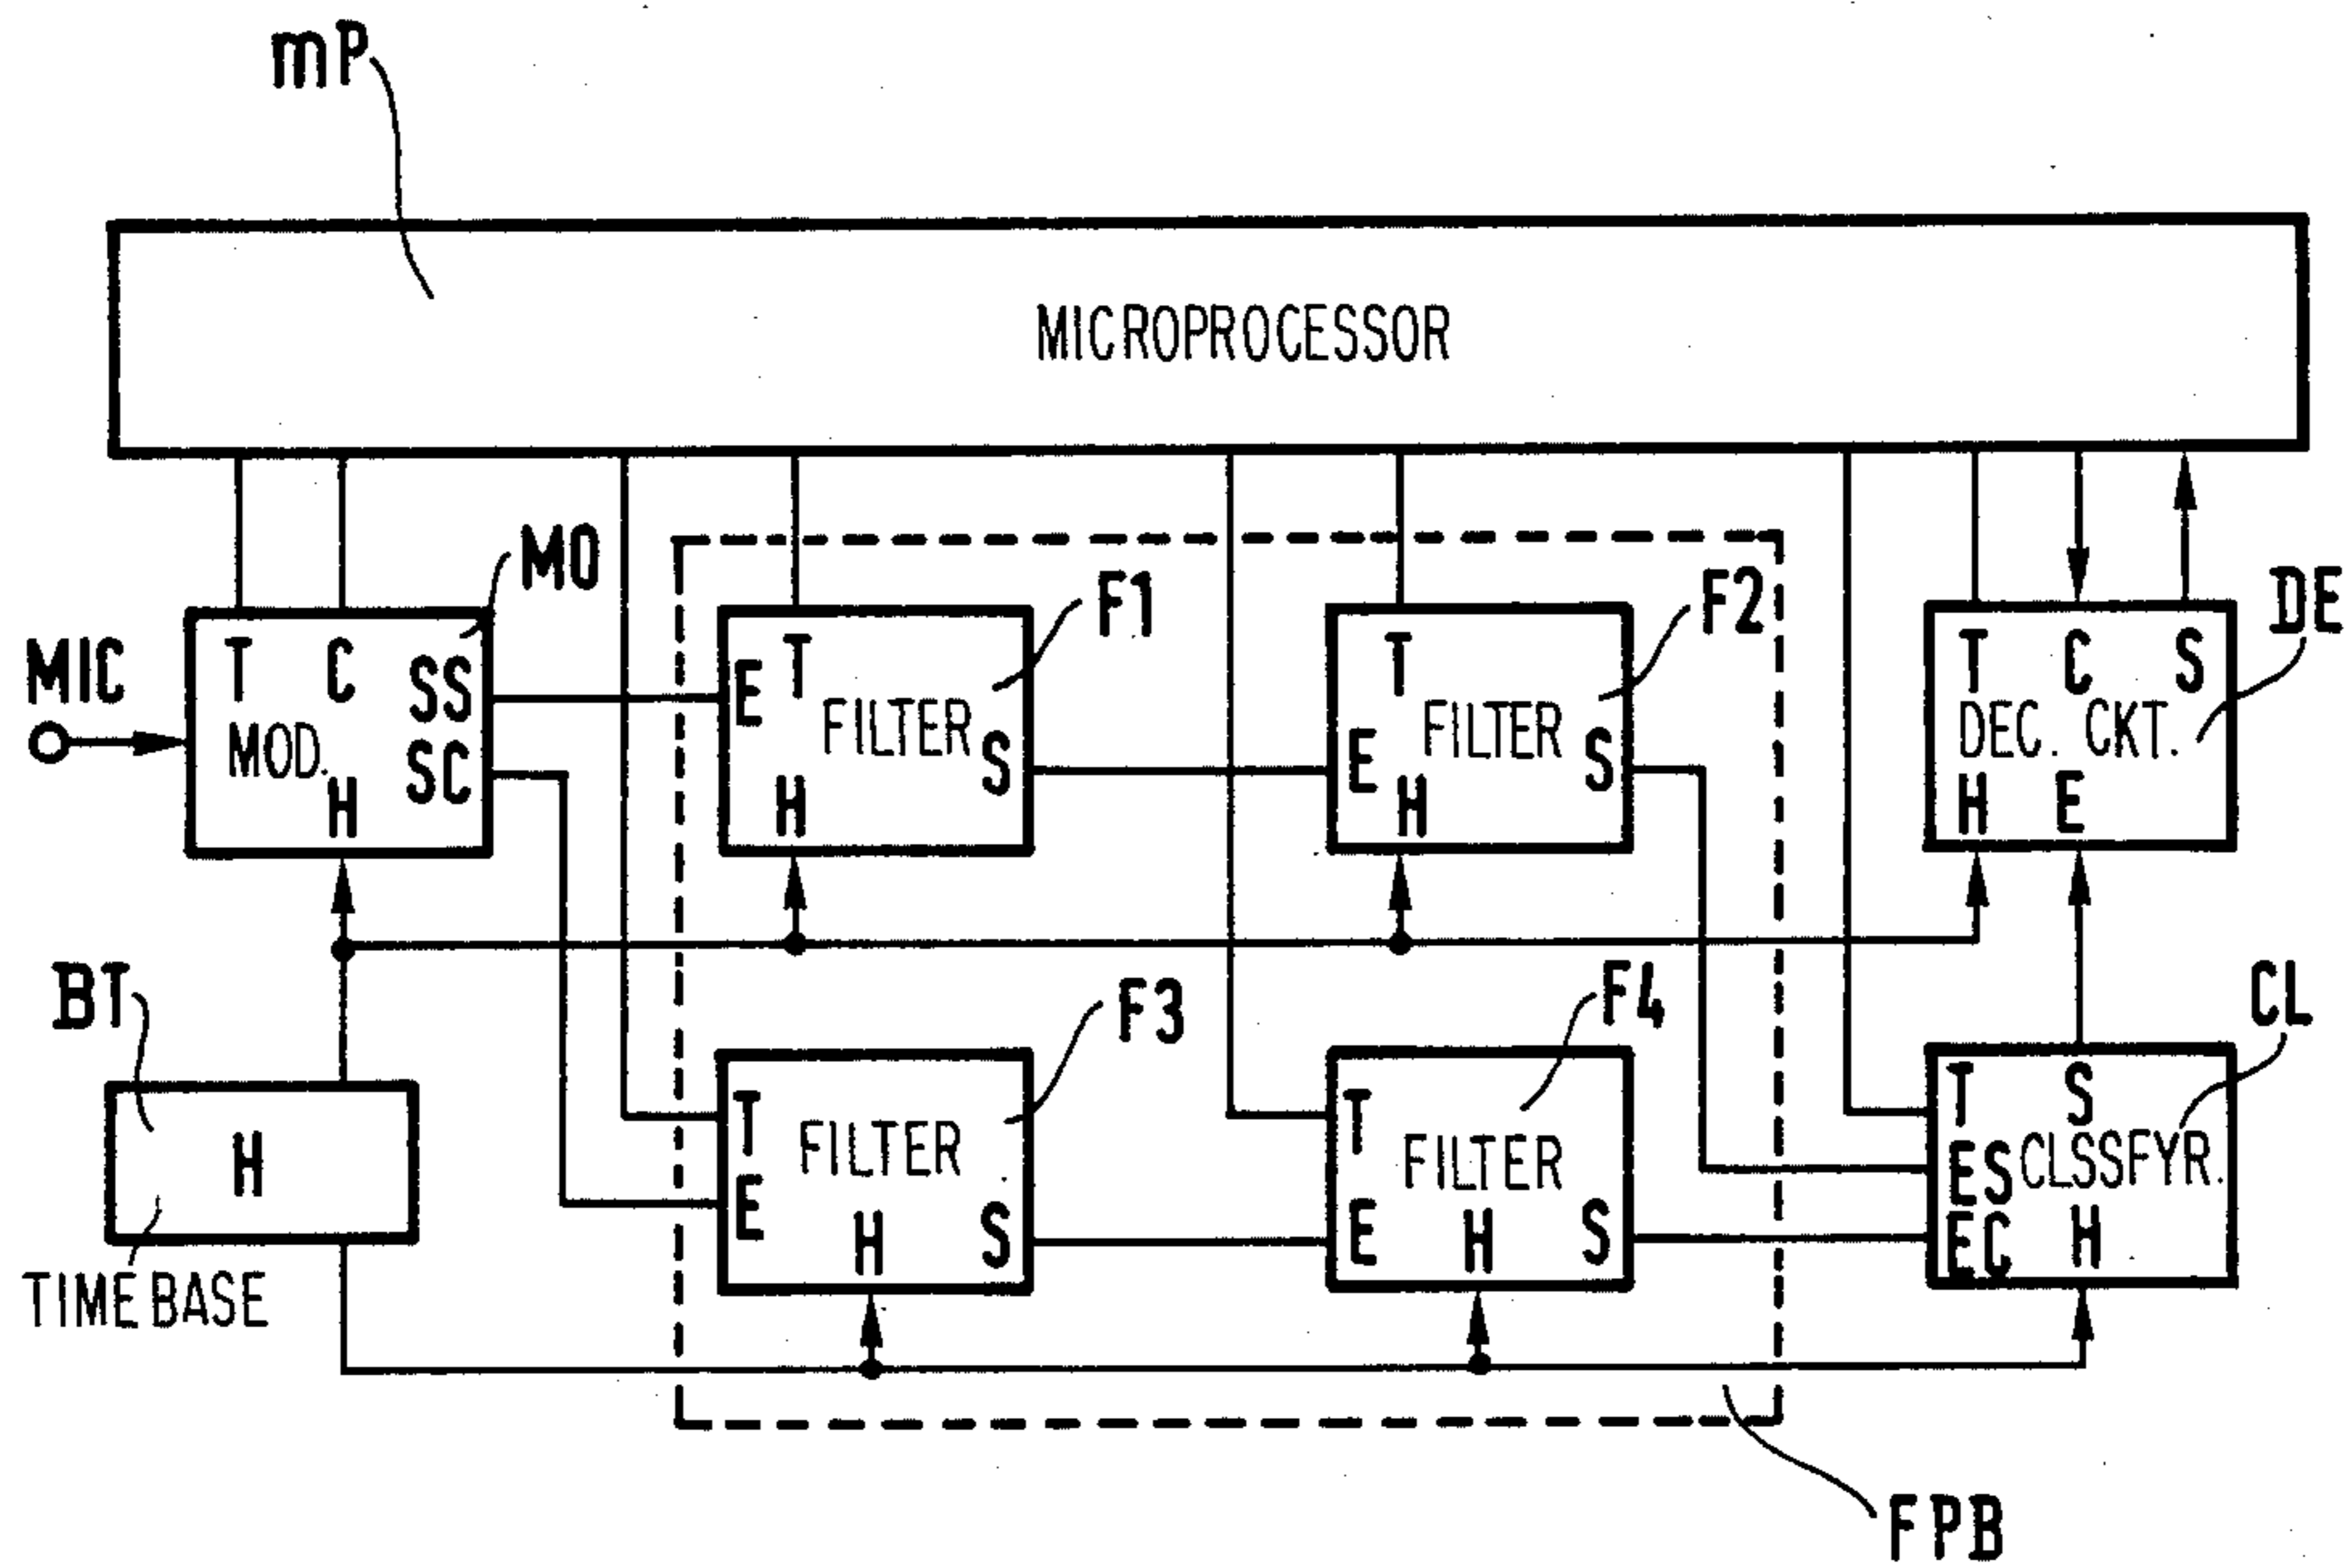 mP
MICROPROCESSOR
MO
F1
F2
DE
MIC
T C SS
MOD. SC
H
E T
FILTER
S
H
T
FILTER
E S
H
T C S
DEC. CKT.
H E
BT
F3
F4
CL
H
TIME BASE
T
FILTER
E
H S
T
FILTER
E H S
T S
ES CLSSFYR.
EC H
FPB